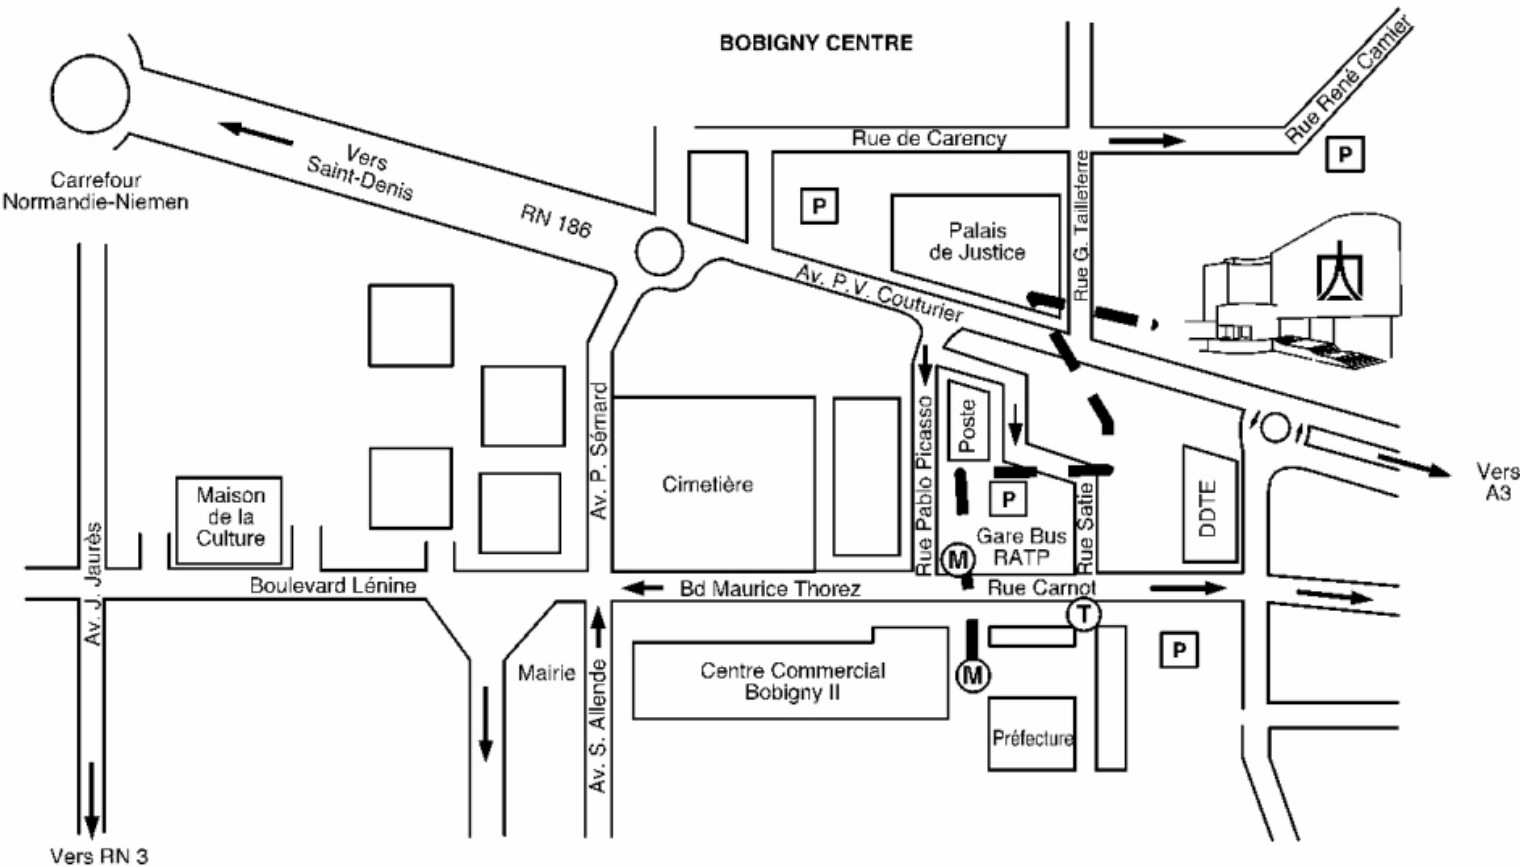 BOBIGNY CENTRE
Rue René Camier
Rue de Carency
P
Vers
Saint-Denis
Carrefour
Normandie-Niemen
RN 186
P
Palais
de Justice
Rue G. Tailleferre
Av. P.V. Couturier
Av. P. Sémard
Rue Pablo Picasso
Poste
Vers
A3
Cimetière
Maison
de la
Culture
P
Rue Satie
DDTE
Gare Bus
RATP
M
Av. J. Jaurès
Boulevard Lénine
Bd Maurice Thorez
Rue Carnot
T
P
Mairie
Av. S. Allende
Centre Commercial
Bobigny II
M
Préfecture
Vers RN 3